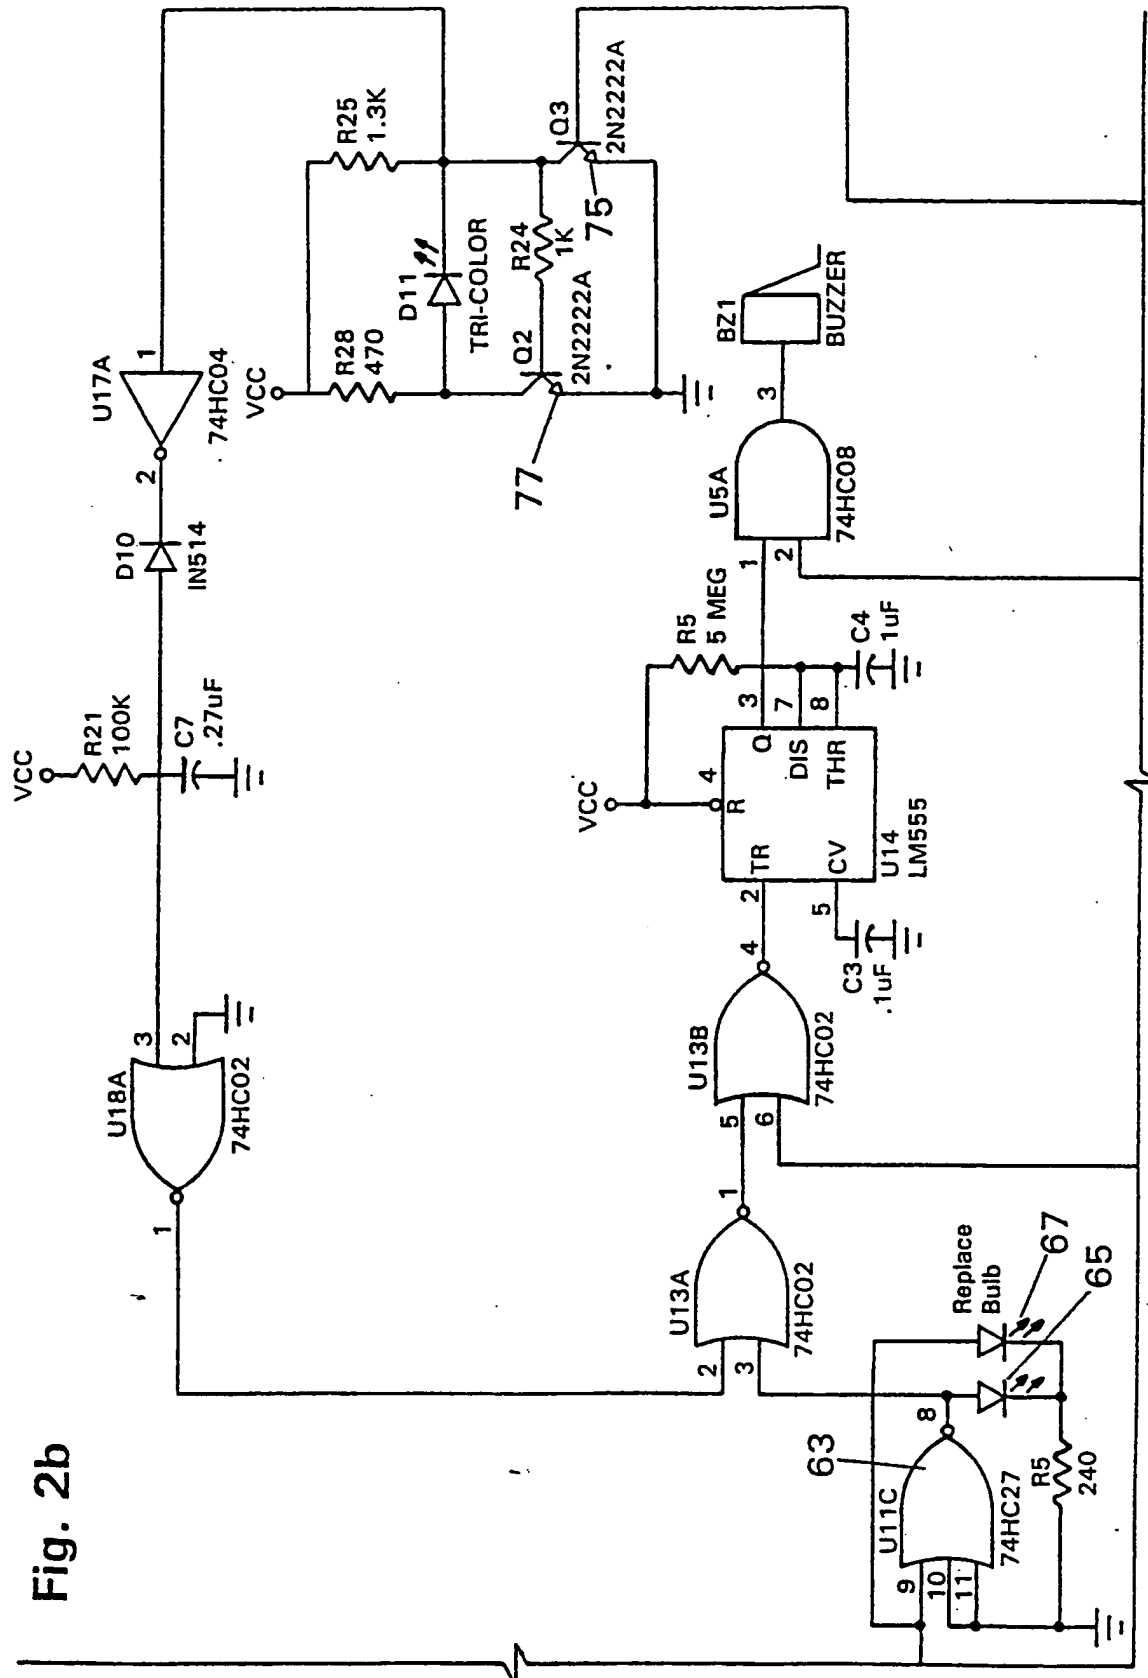 Fig. 2b
U18A
74HC02
1
3
2
VCC
R21
100K
C7
.27uF
D10
IN514
2
U17A
1
74HC04
VCC
R28
470
R25
1.3K
D11
TRI-COLOR
Q2
2N2222A
R24
1K
Q3
2N2222A
77
75
U13A
74HC02
2
3
1
U13B
74HC02
5
6
4
C3
.1uF
VCC
R
4
TR
2
CV
5
Q
3
DIS
7
THR
8
U14
LM555
R5
5 MEG
C4
1uF
U5A
74HC08
1
2
3
BZ1
BUZZER
63
U11C
74HC27
9
10
11
8
Replace
Bulb
67
65
R5
240